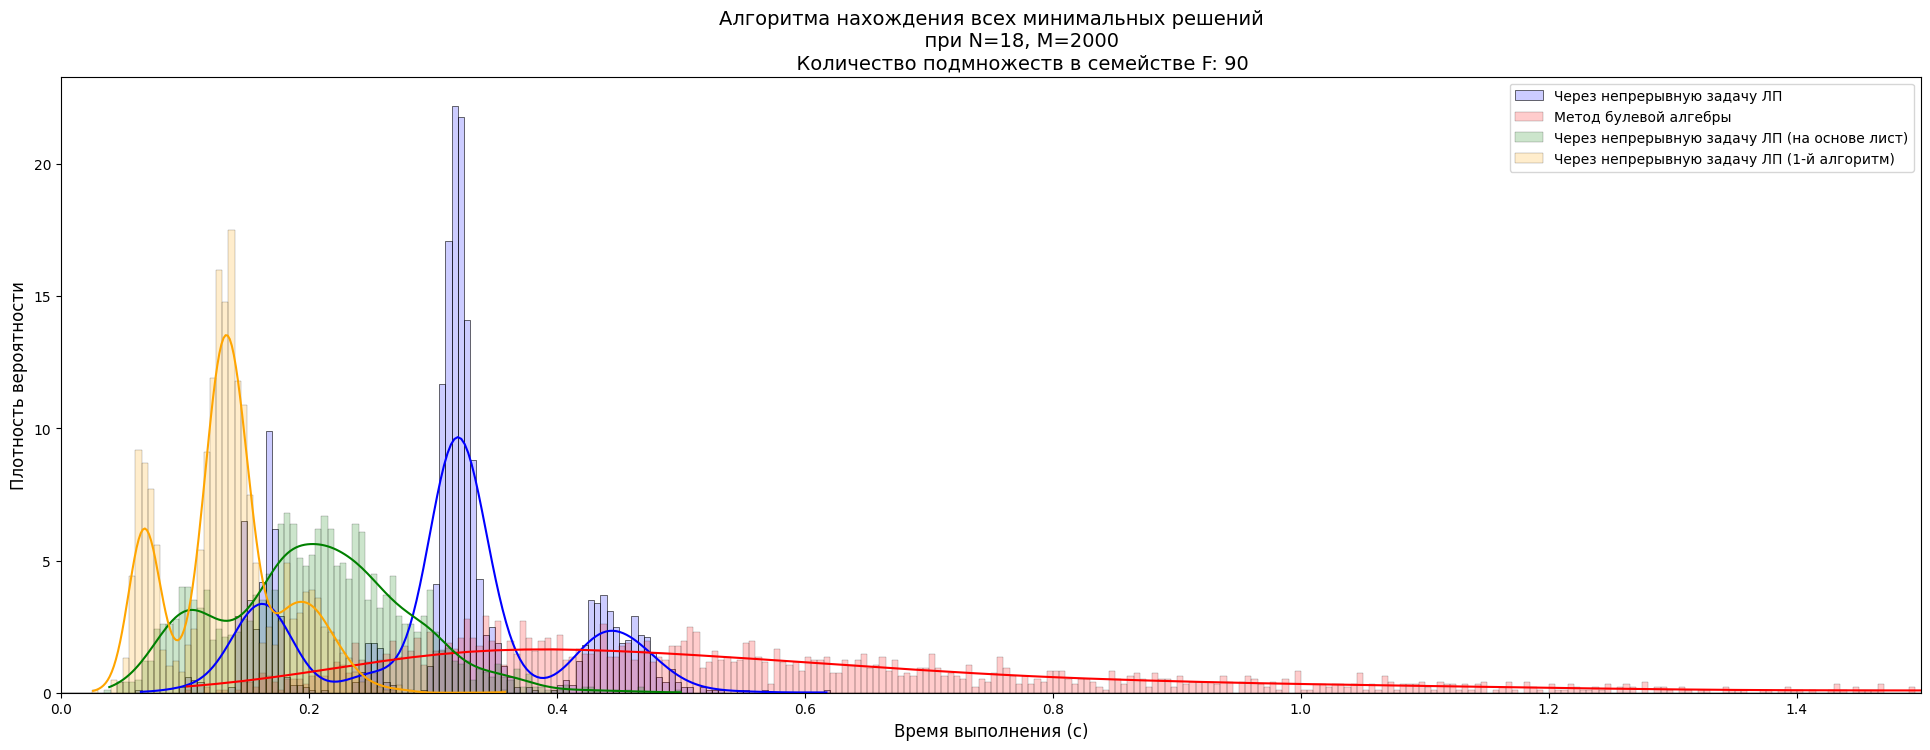 Алгоритма нахождения всех минимальных решений
при N=18, M=2000
Количество подмножеств в семействе F: 90
Через непрерывную задачу ЛП
Метод булевой алгебры
Через непрерывную задачу ЛП (на основе лист)
Через непрерывную задачу ЛП (1-й алгоритм)
Плотность вероятности
20
15
10
5
0
0.0 0.2 0.4 0.6 0.8 1.0 1.2 1.4
Время выполнения (с)